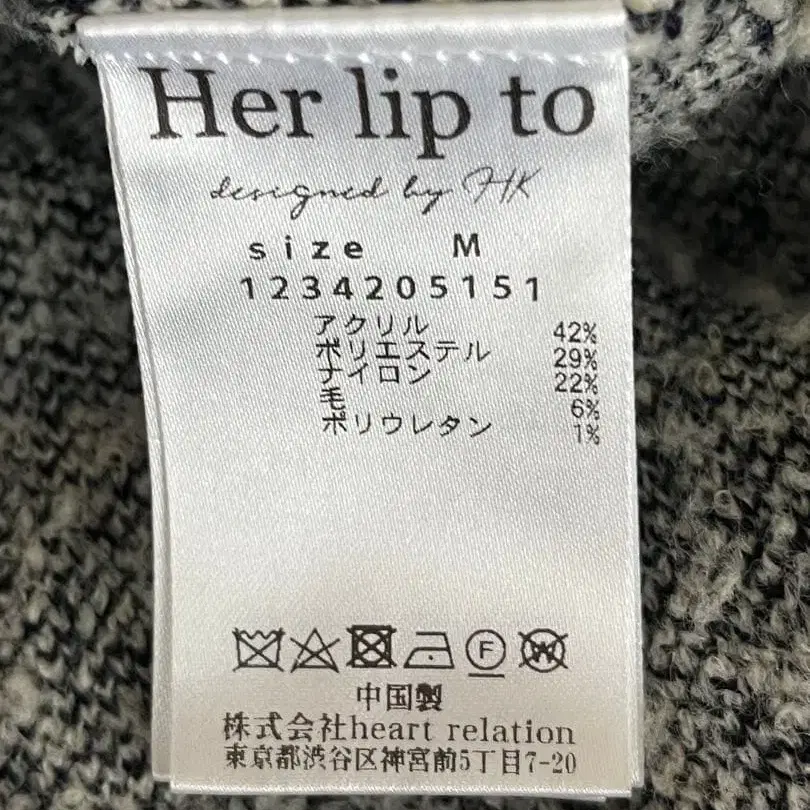 Her lip to
designed by HK
size M
1234205151
アクリル 42%
ポリエステル 29%
ナイロン 22%
毛 6%
ポリウレタン 1%
F W
中国製
株式会社heart relation
東京都渋谷区神宮前5丁目7-20